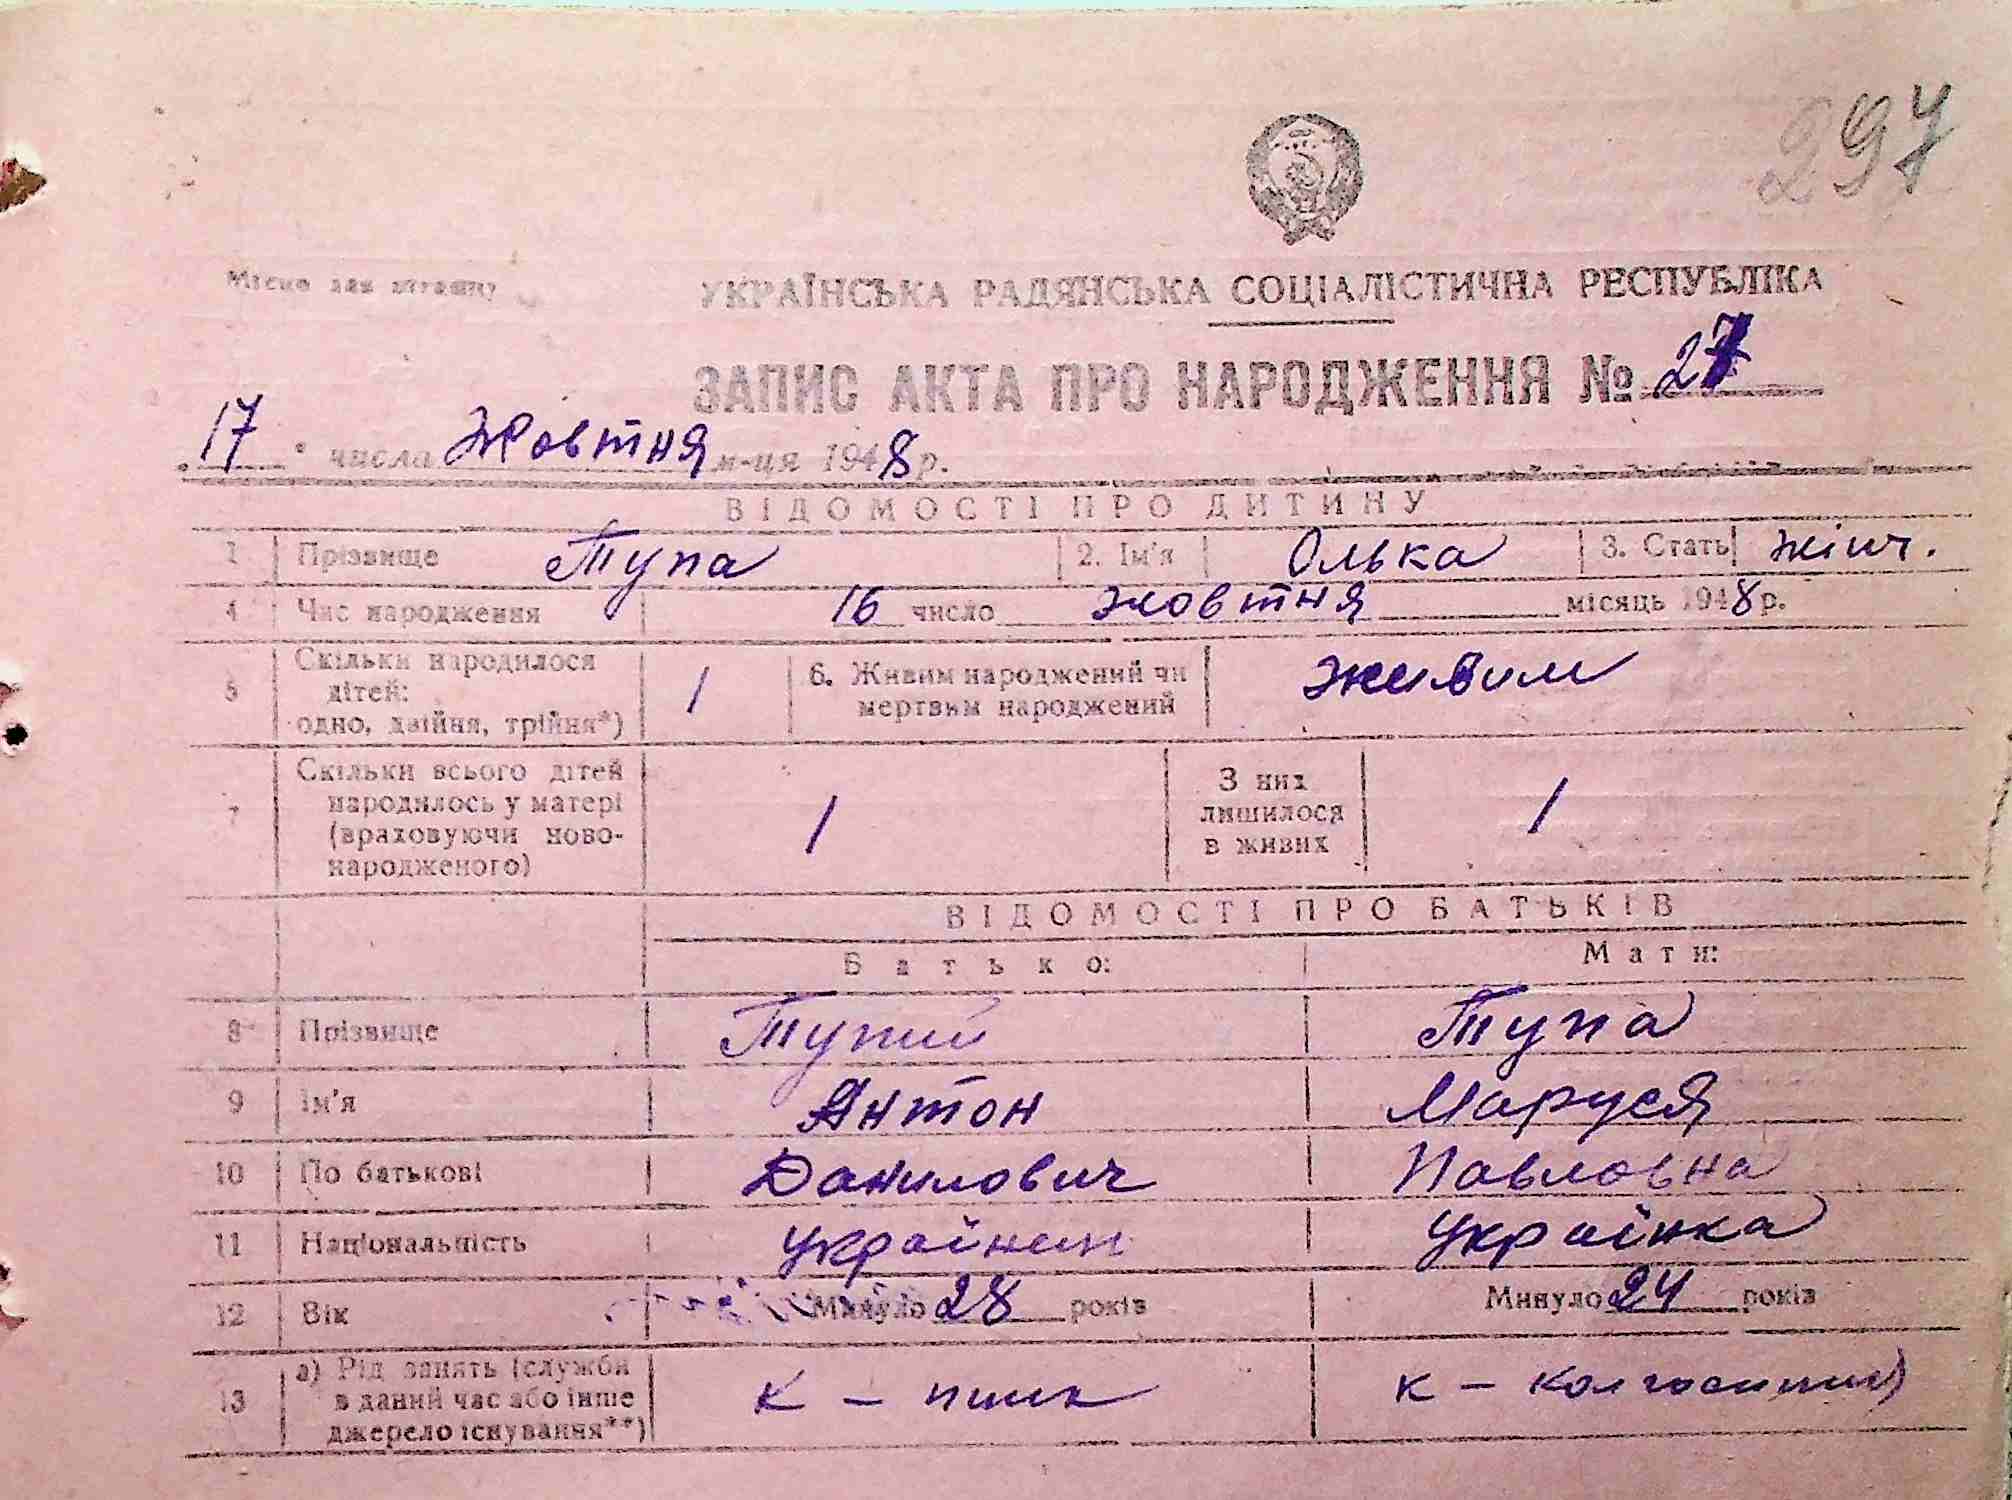 297
Місце для штампу
УКРАЇНСЬКА РАДЯНСЬКА СОЦІАЛІСТИЧНА РЕСПУБЛІКА
ЗАПИС АКТА ПРО НАРОДЖЕННЯ № 27
„17" числа Жовтня м-ця 1948 р.
ВІДОМОСТІ ПРО ДИТИНУ
1 Прізвище Тупа 2. Ім'я Олька 3. Стать жіноч.
4 Час народження 16 число жовтня місяць 1948 р.
Скільки народилося
5 дітей: 1 6. Живим народжений чи живим
одно, двійня, трійня*) мертвим народжений
Скільки всього дітей З них
7 народилось у матері 1 лишилося 1
(враховуючи ново- в живих
народженого)
ВІДОМОСТІ ПРО БАТЬКІВ
Батько: Мати:
8 Прізвище Тупий Тупа
9 Ім'я Антон Маруся
10 По батькові Данилович Павловна
11 Національність українин українка
12 Вік Минуло 28 років Минуло 24 років
а) Рід занять (служби
13 в даний час або інше к – к –
джерело існування**)